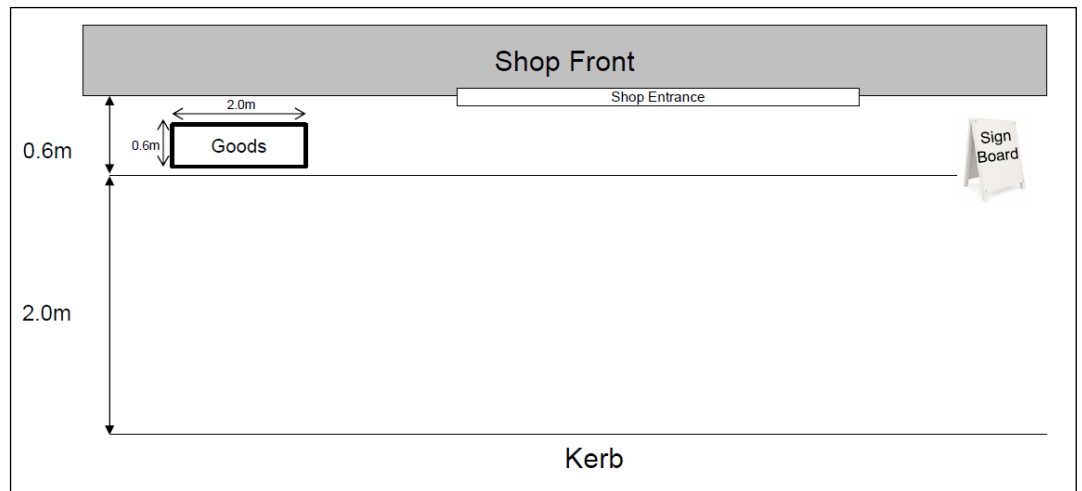 Shop Front
Shop Entrance
2.0m
0.6m
0.6m
Goods
Sign
Board
2.0m
Kerb